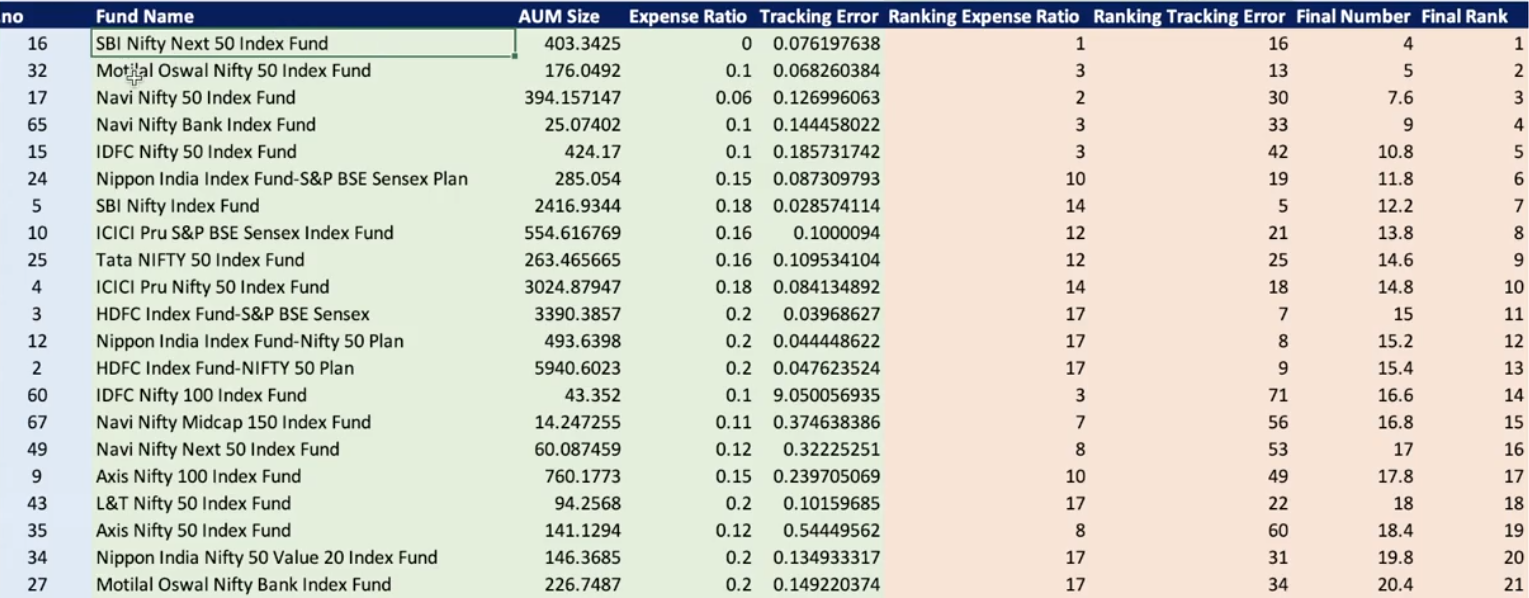 .no Fund Name AUM Size Expense Ratio Tracking Error Ranking Expense Ratio Ranking Tracking Error Final Number Final Rank
16 SBI Nifty Next 50 Index Fund 403.3425 0 0.076197638 1 16 4 1
32 Motilal Oswal Nifty 50 Index Fund 176.0492 0.1 0.068260384 3 13 5 2
17 Navi Nifty 50 Index Fund 394.157147 0.06 0.126996063 2 30 7.6 3
65 Navi Nifty Bank Index Fund 25.07402 0.1 0.144458022 3 33 9 4
15 IDFC Nifty 50 Index Fund 424.17 0.1 0.185731742 3 42 10.8 5
24 Nippon India Index Fund-S&P BSE Sensex Plan 285.054 0.15 0.087309793 10 19 11.8 6
5 SBI Nifty Index Fund 2416.9344 0.18 0.028574114 14 5 12.2 7
10 ICICI Pru S&P BSE Sensex Index Fund 554.616769 0.16 0.1000094 12 21 13.8 8
25 Tata NIFTY 50 Index Fund 263.465665 0.16 0.109534104 12 25 14.6 9
4 ICICI Pru Nifty 50 Index Fund 3024.87947 0.18 0.084134892 14 18 14.8 10
3 HDFC Index Fund-S&P BSE Sensex 3390.3857 0.2 0.03968627 17 7 15 11
12 Nippon India Index Fund-Nifty 50 Plan 493.6398 0.2 0.044448622 17 8 15.2 12
2 HDFC Index Fund-NIFTY 50 Plan 5940.6023 0.2 0.047623524 17 9 15.4 13
60 IDFC Nifty 100 Index Fund 43.352 0.1 9.050056935 3 71 16.6 14
67 Navi Nifty Midcap 150 Index Fund 14.247255 0.11 0.374638386 7 56 16.8 15
49 Navi Nifty Next 50 Index Fund 60.087459 0.12 0.32225251 8 53 17 16
9 Axis Nifty 100 Index Fund 760.1773 0.15 0.239705069 10 49 17.8 17
43 L&T Nifty 50 Index Fund 94.2568 0.2 0.10159685 17 22 18 18
35 Axis Nifty 50 Index Fund 141.1294 0.12 0.54449562 8 60 18.4 19
34 Nippon India Nifty 50 Value 20 Index Fund 146.3685 0.2 0.134933317 17 31 19.8 20
27 Motilal Oswal Nifty Bank Index Fund 226.7487 0.2 0.149220374 17 34 20.4 21